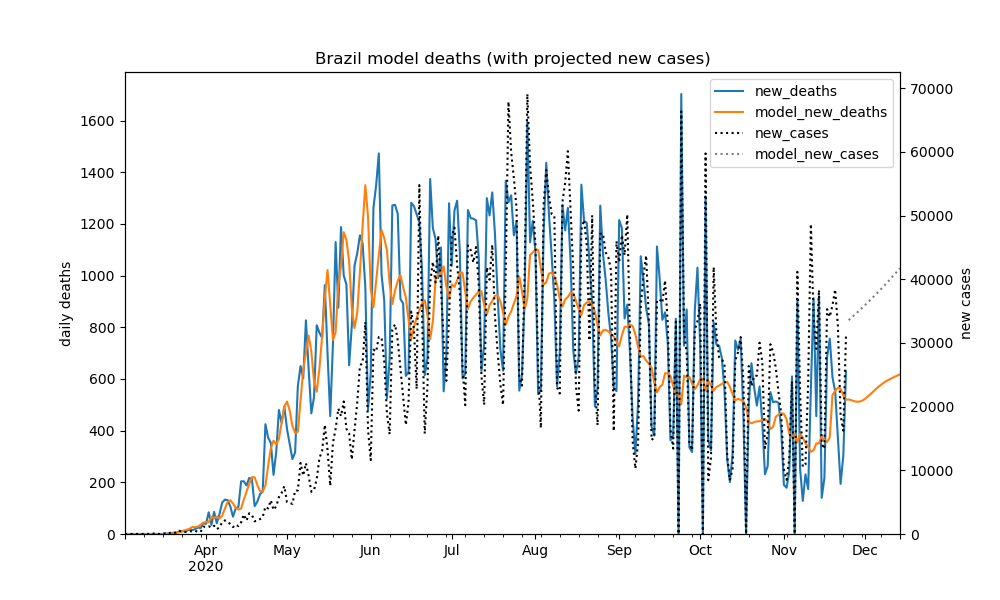 Brazil model deaths (with projected new cases)
new_deaths
model_new_deaths
new_cases
model_new_cases
daily deaths
1600
1400
1200
1000
800
600
400
200
0
70000
60000
50000
40000
30000
20000
10000
0
new cases
Apr May Jun Jul Aug Sep Oct Nov Dec
2020